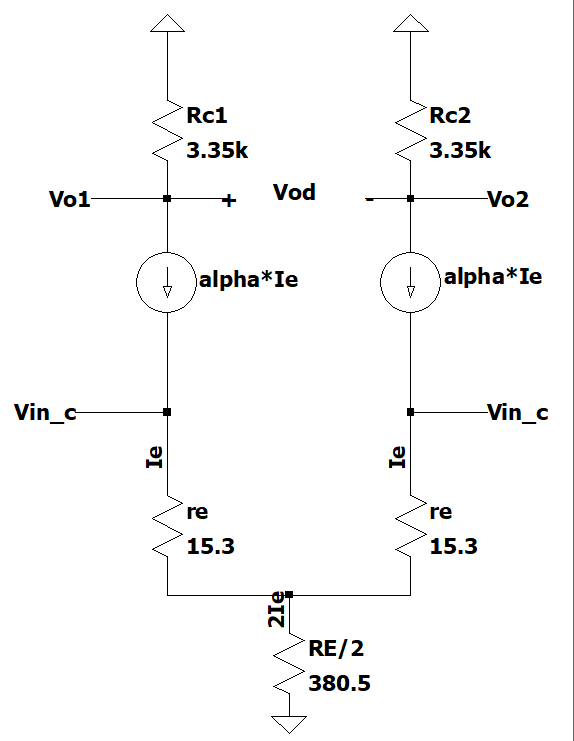 Rc1
3.35k
Rc2
3.35k
Vo1
+
Vod
-
Vo2
alpha*Ie
alpha*Ie
Vin_c
Vin_c
Ie
Ie
re
15.3
re
15.3
2Ie
RE/2
380.5